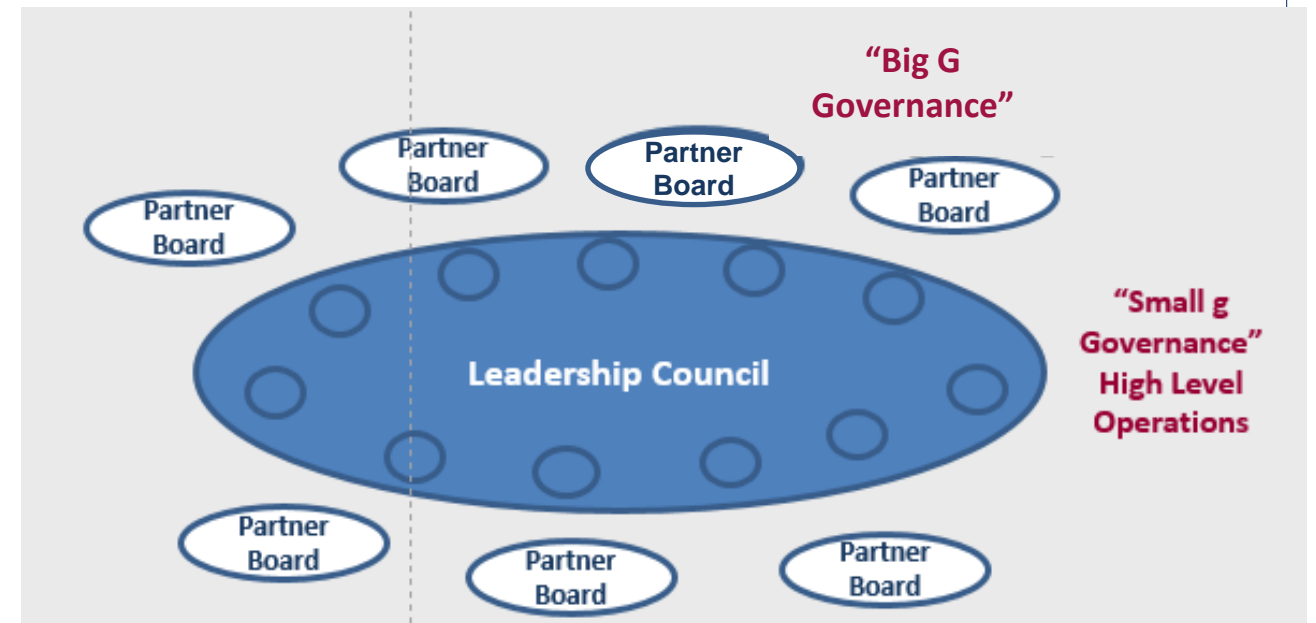 “Big G
Governance”
Partner
Board
Partner
Board
Partner
Board
Partner
Board
“Small g
Governance”
High Level
Operations
Leadership Council
Partner
Board
Partner
Board
Partner
Board